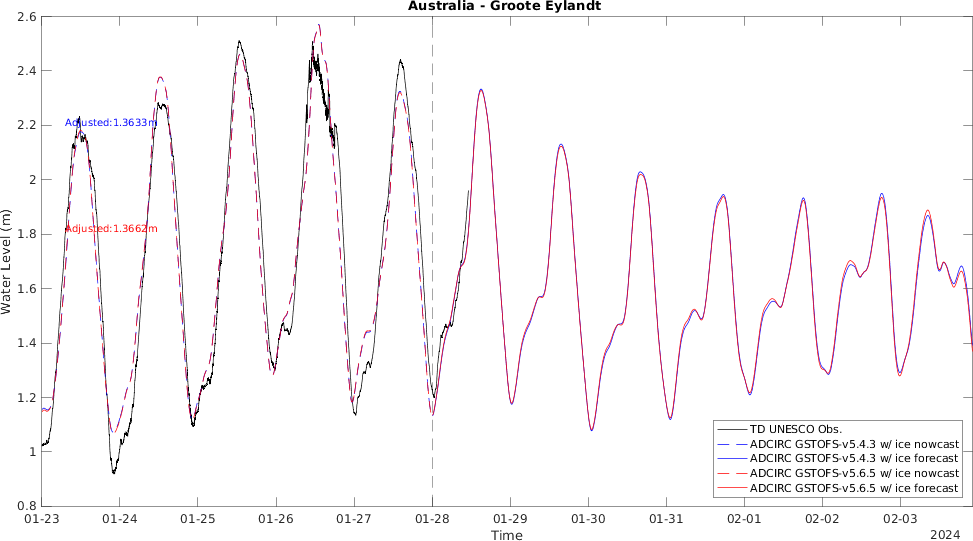 Australia - Groote Eylandt
2.6
2.4
2.2
2
1.8
1.6
1.4
1.2
1
0.8
Water Level (m)
Adjusted:1.3633m
Adjusted:1.3662m
TD UNESCO Obs.
ADCIRC GSTOFS-v5.4.3 w/ ice nowcast
ADCIRC GSTOFS-v5.4.3 w/ ice forecast
ADCIRC GSTOFS-v5.6.5 w/ ice nowcast
ADCIRC GSTOFS-v5.6.5 w/ ice forecast
01-23 01-24 01-25 01-26 01-27 01-28 01-29 01-30 01-31 02-01 02-02 02-03
Time
2024